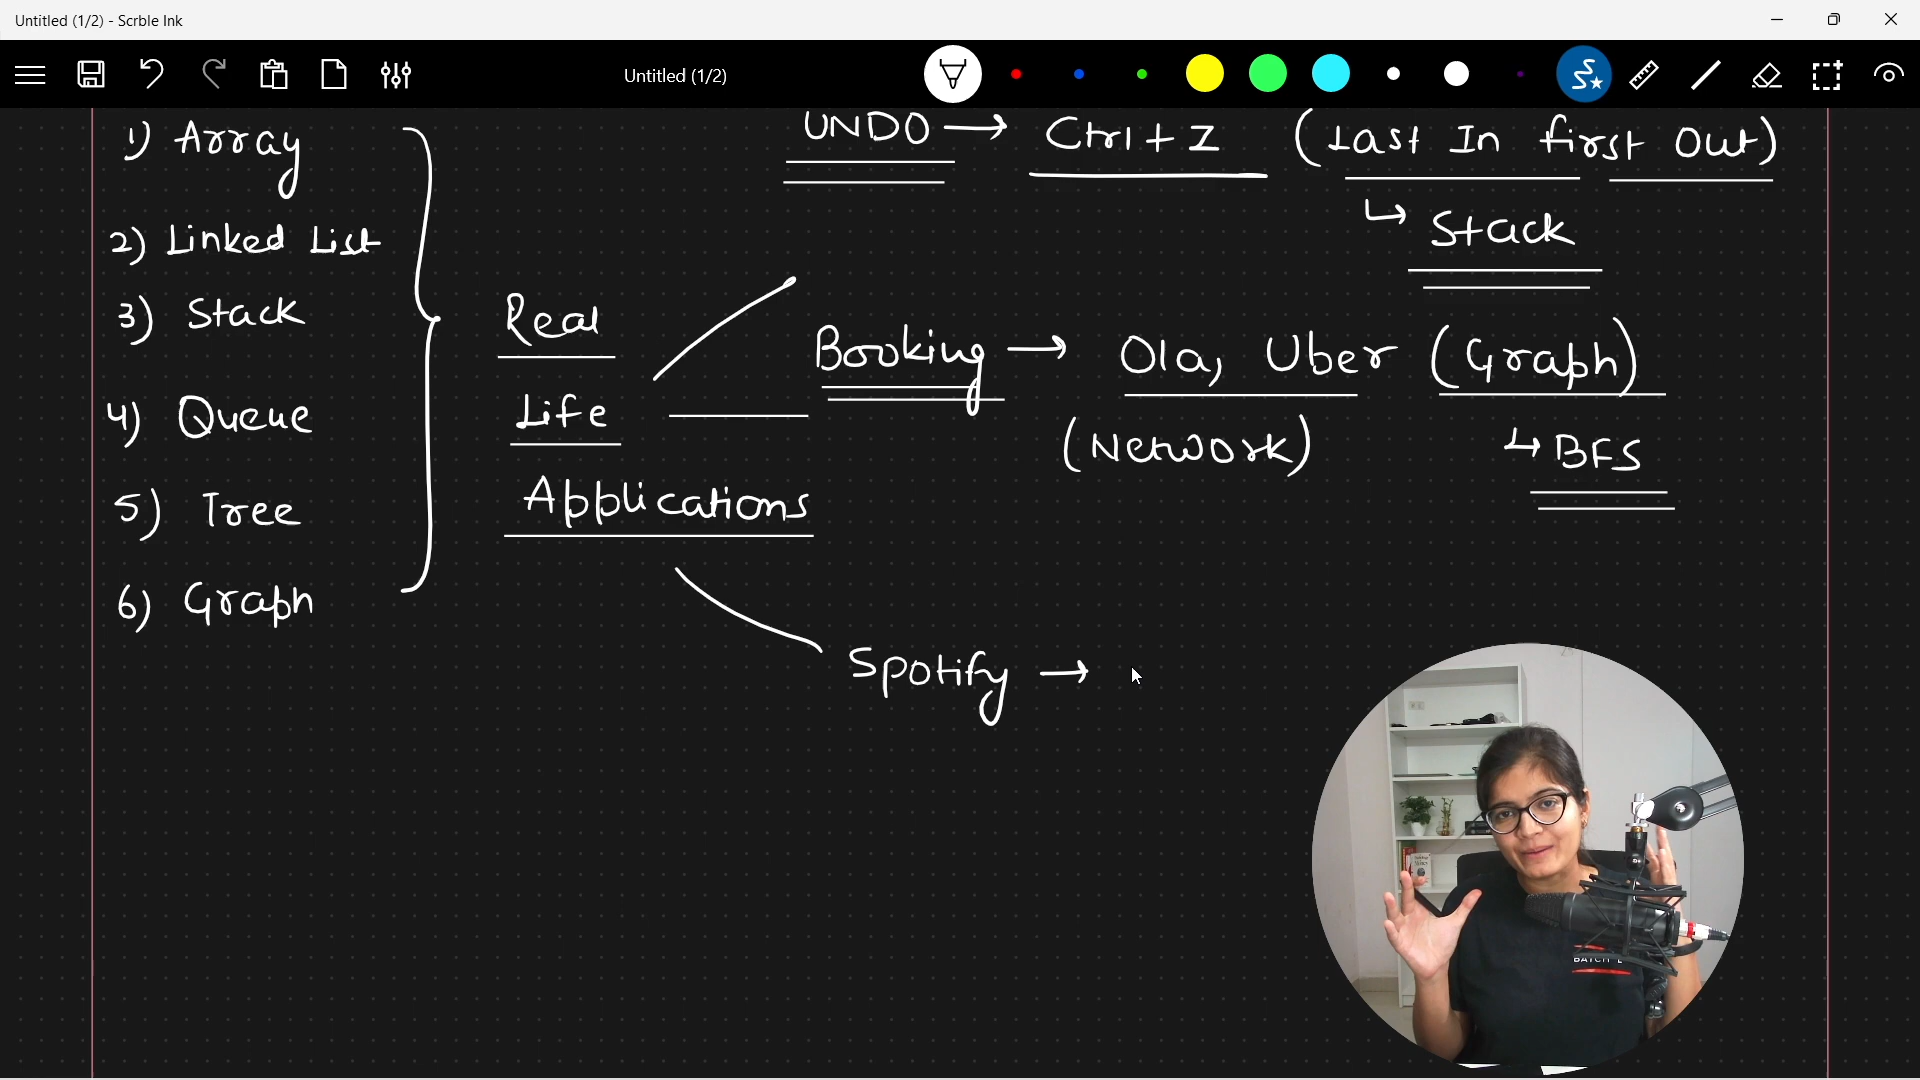 Untitled (1/2) - Scrble Ink
Untitled (1/2)
1) Array
2) Linked List
3) Stack
4) Queue
5) Tree
6) Graph
Real
Life
Applications
UNDO → Ctrl + Z (Last In first Out)
↳ Stack
Booking → Ola, Uber (Graph)
(Network)
↳ BFS
Spotify →